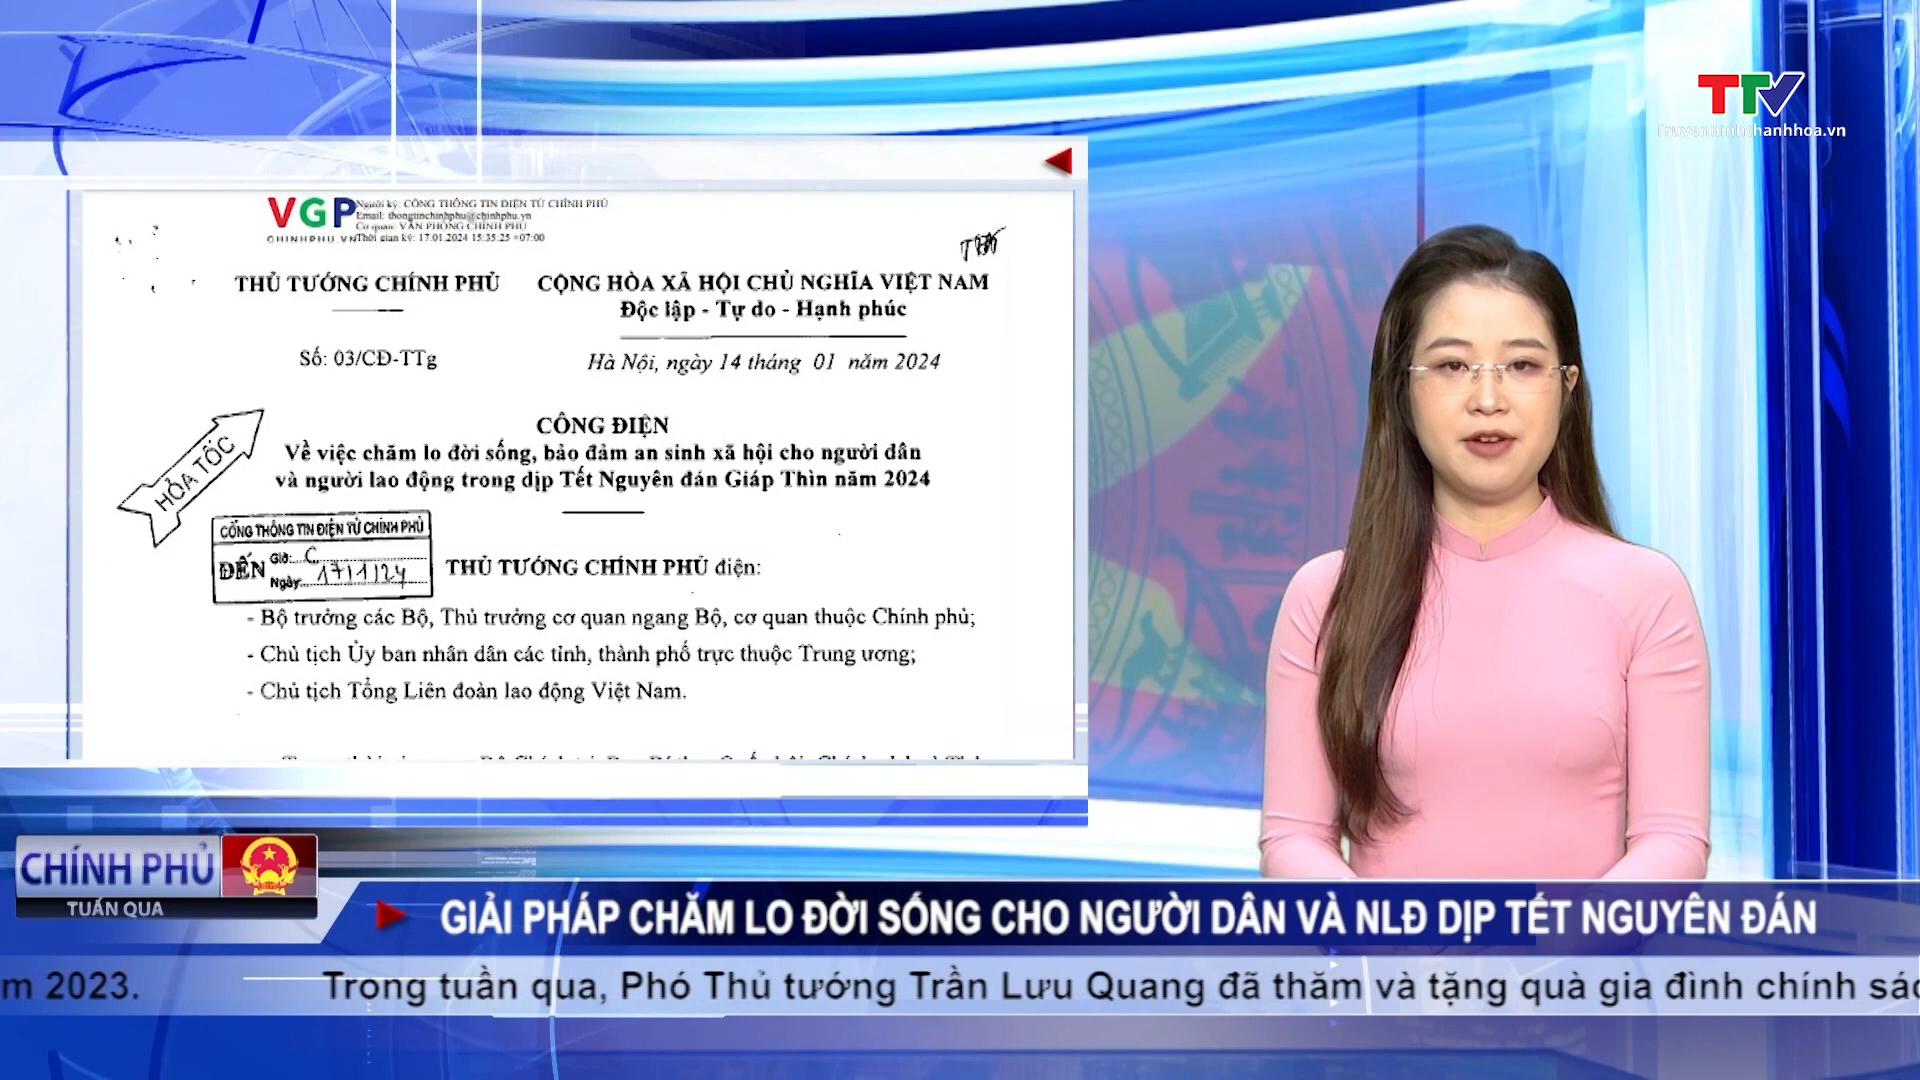 TTV
Truyenhinhthanhhoa.vn
VGP
CHINHPHU.VN
Người ký: CỔNG THÔNG TIN ĐIỆN TỬ CHÍNH PHỦ
Email: thongtinchinhphu@chinhphu.vn
Cơ quan: VĂN PHÒNG CHÍNH PHỦ
Thời gian ký: 17.01.2024 15:35:25 +07:00
THỦ TƯỚNG CHÍNH PHỦ
CỘNG HÒA XÃ HỘI CHỦ NGHĨA VIỆT NAM
Độc lập - Tự do - Hạnh phúc
Số: 03/CĐ-TTg
Hà Nội, ngày 14 tháng 01 năm 2024
HỎA TỐC
CÔNG ĐIỆN
Về việc chăm lo đời sống, bảo đảm an sinh xã hội cho người dân
và người lao động trong dịp Tết Nguyên đán Giáp Thìn năm 2024
CỔNG THÔNG TIN ĐIỆN TỬ CHÍNH PHỦ
ĐẾN
Giờ: C
Ngày: 17/1/24
THỦ TƯỚNG CHÍNH PHỦ điện:
- Bộ trưởng các Bộ, Thủ trưởng cơ quan ngang Bộ, cơ quan thuộc Chính phủ;
- Chủ tịch Ủy ban nhân dân các tỉnh, thành phố trực thuộc Trung ương;
- Chủ tịch Tổng Liên đoàn lao động Việt Nam.
CHÍNH PHỦ
TUẦN QUA
GIẢI PHÁP CHĂM LO ĐỜI SỐNG CHO NGƯỜI DÂN VÀ NLĐ DỊP TẾT NGUYÊN ĐÁN
m 2023. Trong tuần qua, Phó Thủ tướng Trần Lưu Quang đã thăm và tặng quà gia đình chính sác